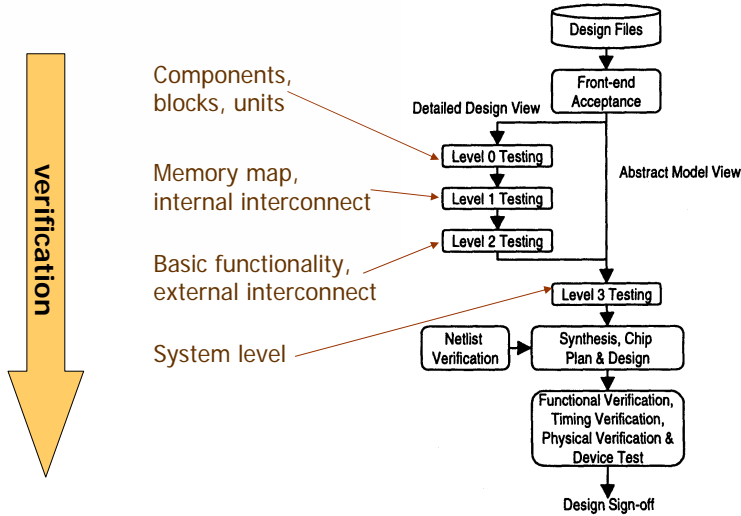 verification
Components,
blocks, units
Memory map,
internal interconnect
Basic functionality,
external interconnect
System level
Design Files
Front-end
Acceptance
Detailed Design View
Level 0 Testing
Level 1 Testing
Level 2 Testing
Abstract Model View
Level 3 Testing
Netlist
Verification
Synthesis, Chip
Plan & Design
Functional Verification,
Timing Verification,
Physical Verification &
Device Test
Design Sign-off